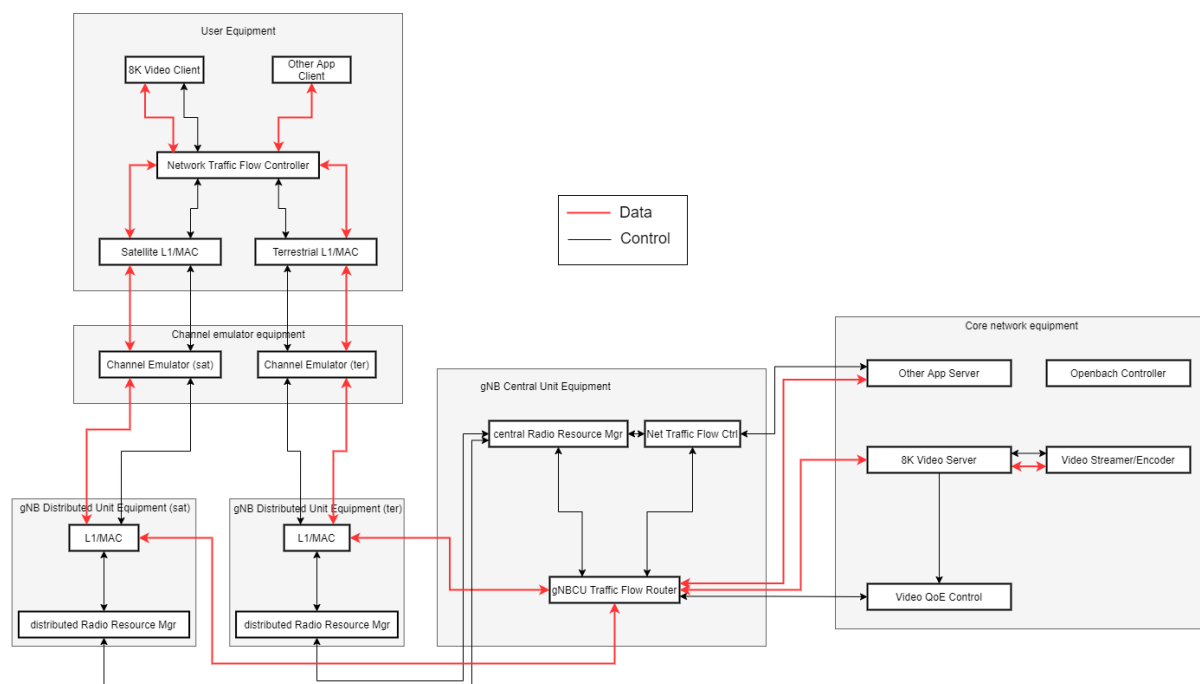 User Equipment
8K Video Client
Other App
Client
Network Traffic Flow Controller
Satellite L1/MAC
Terrestrial L1/MAC
Data
Control
Channel emulator equipment
Channel Emulator (sat)
Channel Emulator (ter)
Core network equipment
Other App Server
Openbach Controller
8K Video Server
Video Streamer/Encoder
Video QoE Control
gNB Central Unit Equipment
central Radio Resource Mgr
Net Traffic Flow Ctrl
gNBCU Traffic Flow Router
gNB Distributed Unit Equipment (sat)
L1/MAC
distributed Radio Resource Mgr
gNB Distributed Unit Equipment (ter)
L1/MAC
distributed Radio Resource Mgr